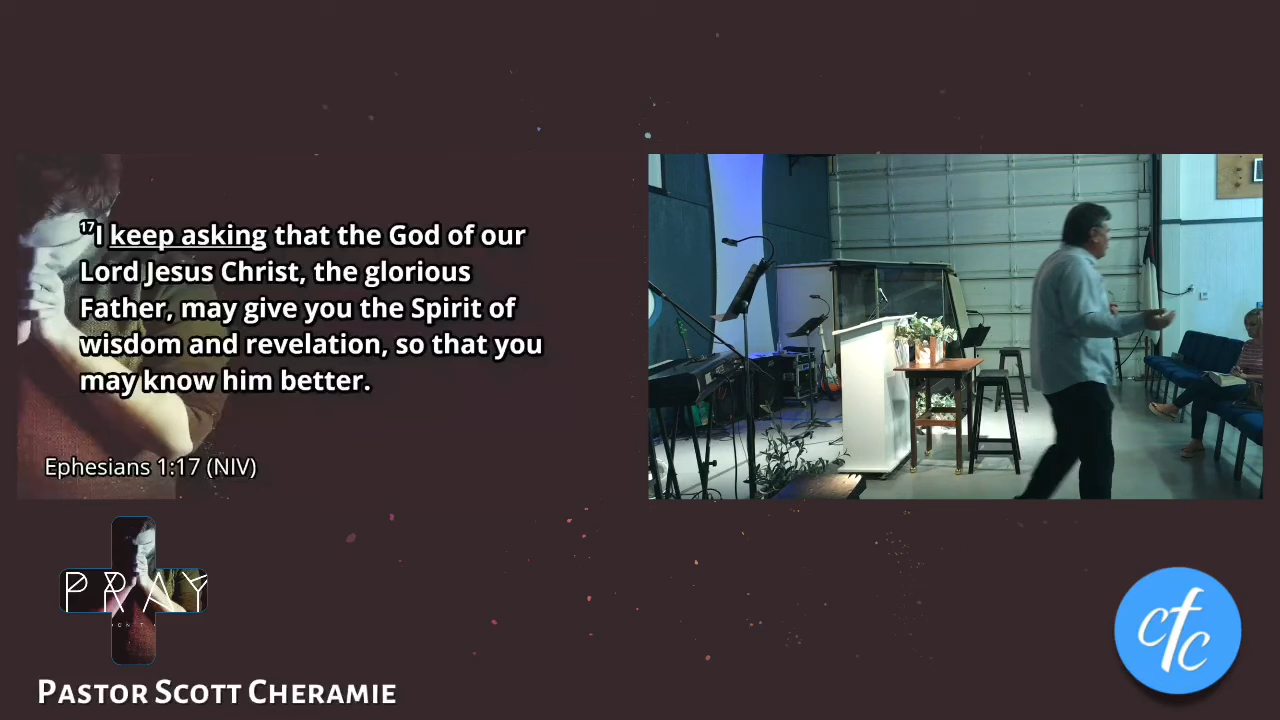 ¹⁷I keep asking that the God of our
Lord Jesus Christ, the glorious
Father, may give you the Spirit of
wisdom and revelation, so that you
may know him better.
Ephesians 1:17 (NIV)
PRAY
PASTOR SCOTT CHERAMIE
cfc